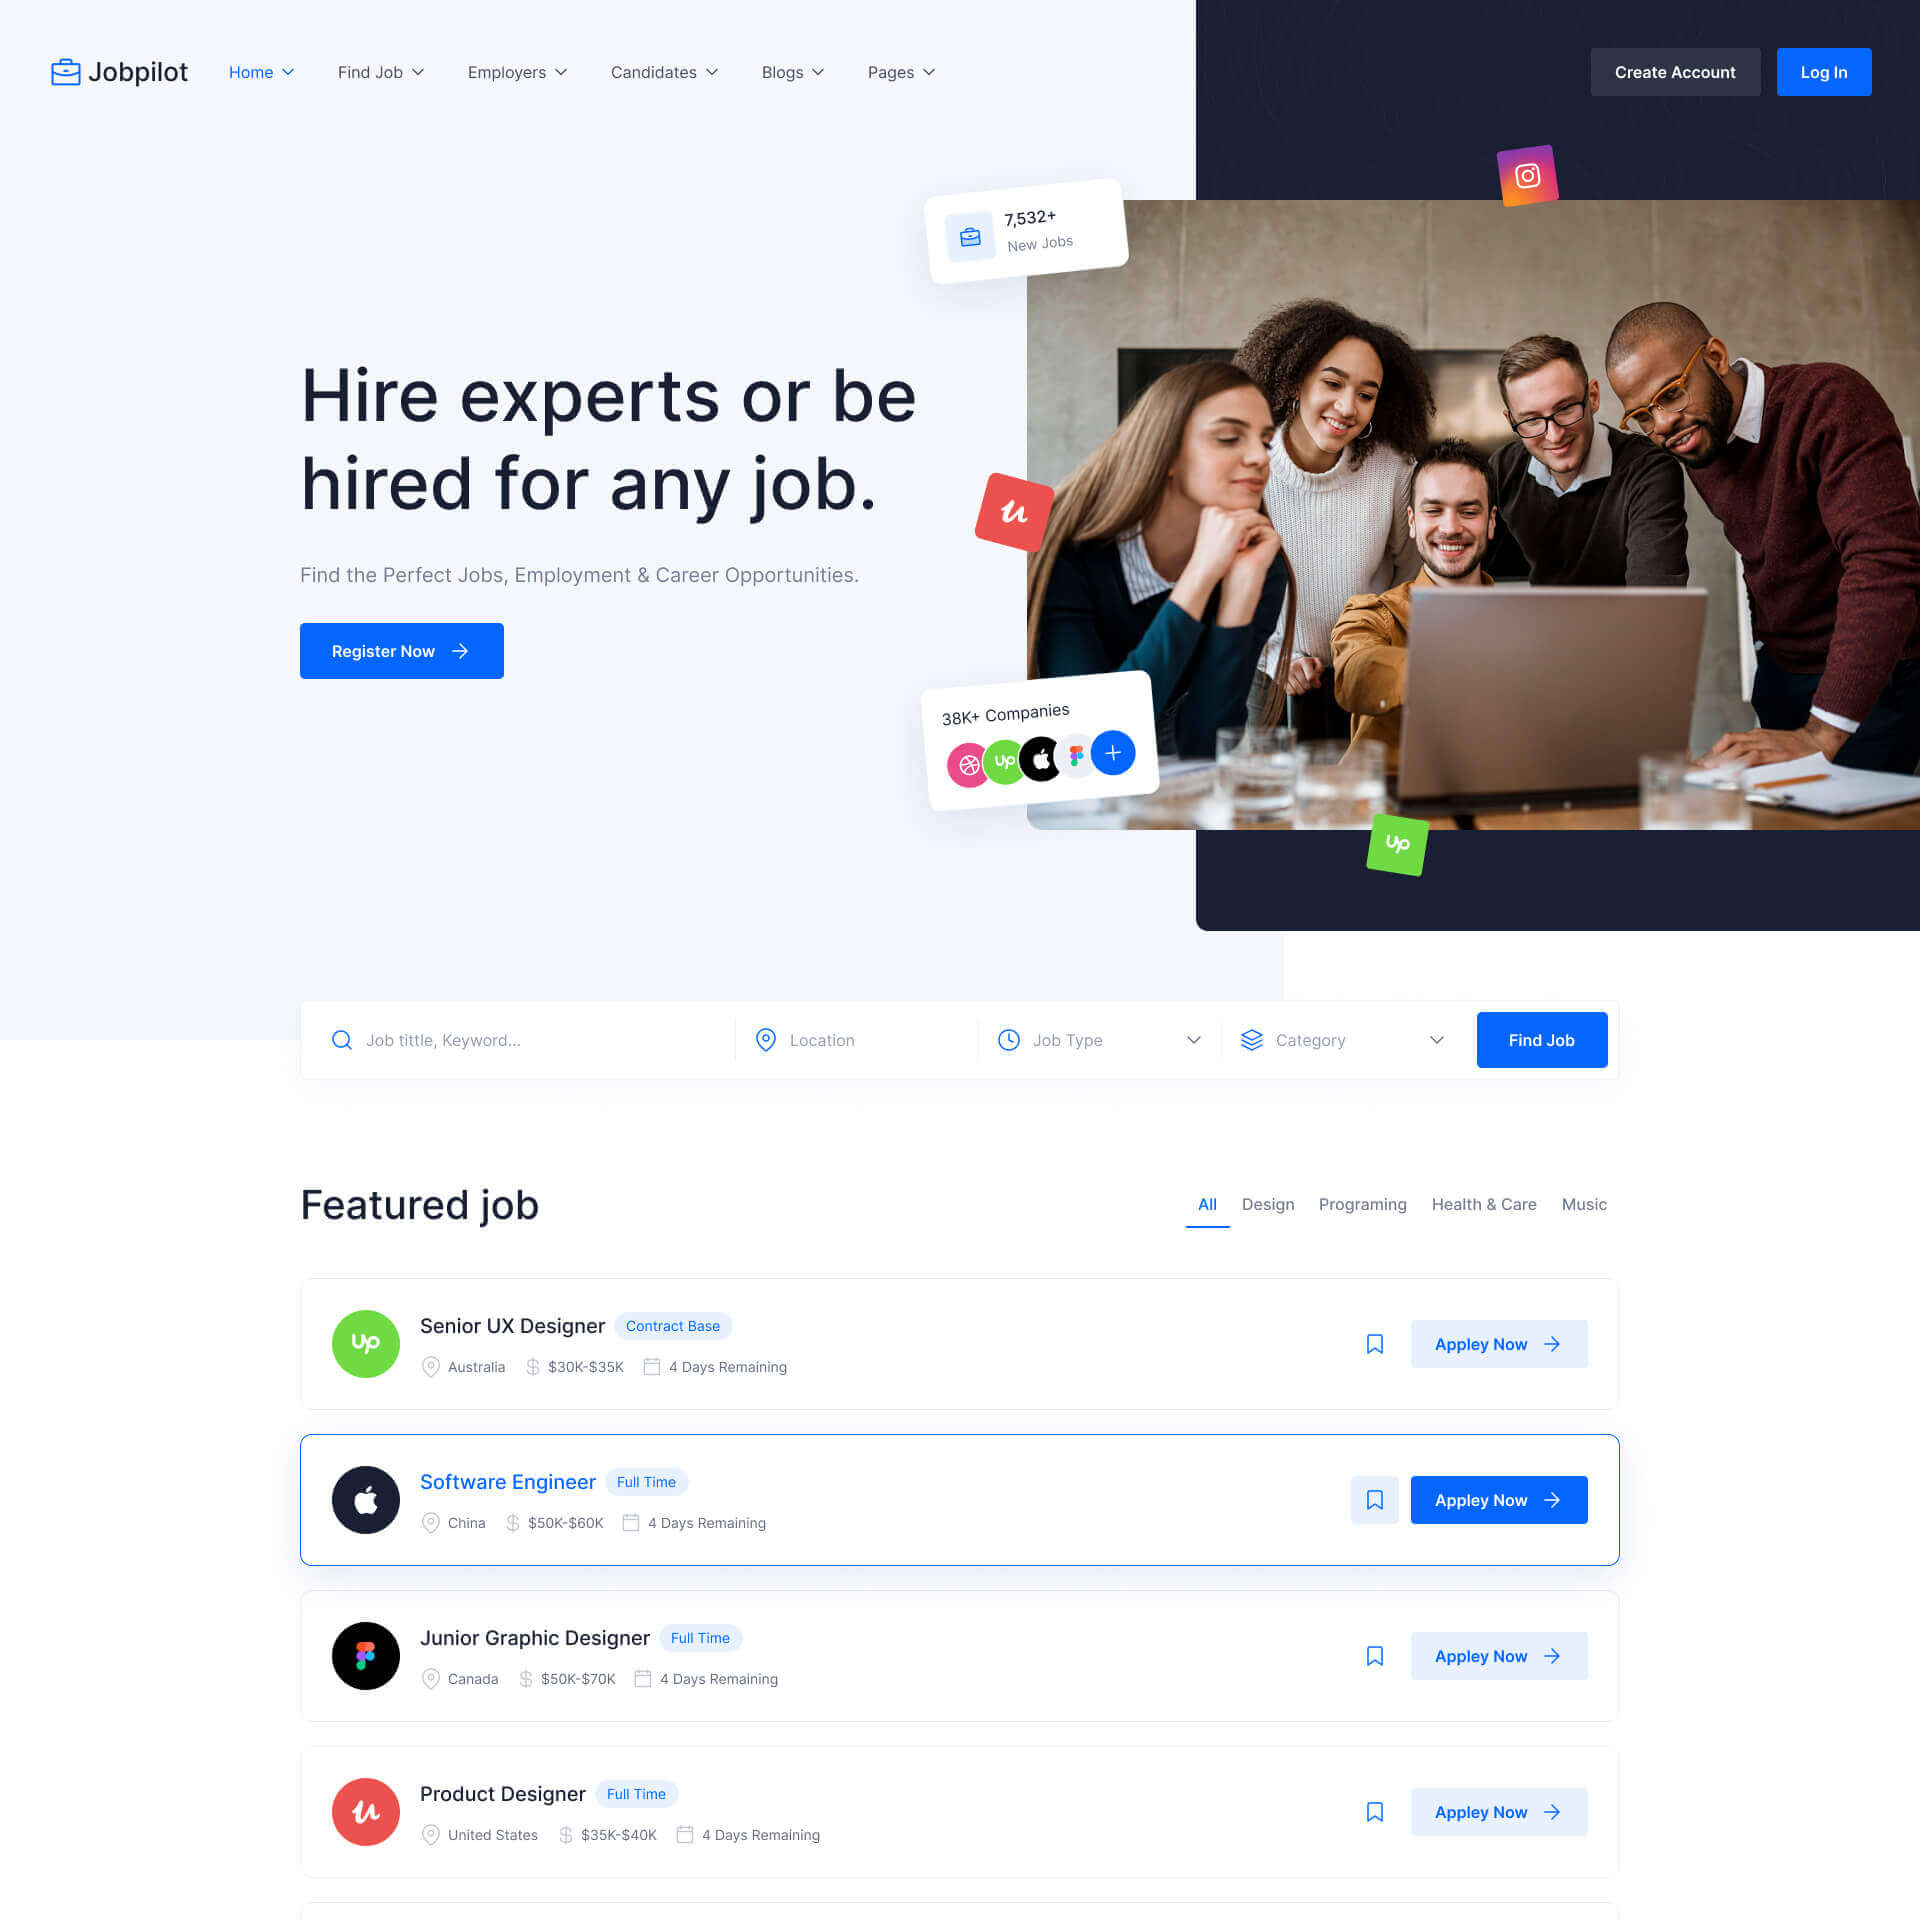 Jobpilot
Home
Find Job
Employers
Candidates
Blogs
Pages
Create Account
Log In
7,532+
New Jobs
Hire experts or be
hired for any job.
Find the Perfect Jobs, Employment & Career Opportunities.
Register Now
38K+ Companies
Up
Up
Job tittle, Keyword...
Location
Job Type
Category
Find Job
Featured job
All
Design
Programing
Health & Care
Music
Up
Senior UX Designer
Contract Base
Australia
$30K-$35K
4 Days Remaining
Appley Now
Software Engineer
Full Time
China
$50K-$60K
4 Days Remaining
Appley Now
Junior Graphic Designer
Full Time
Canada
$50K-$70K
4 Days Remaining
Appley Now
Product Designer
Full Time
United States
$35K-$40K
4 Days Remaining
Appley Now